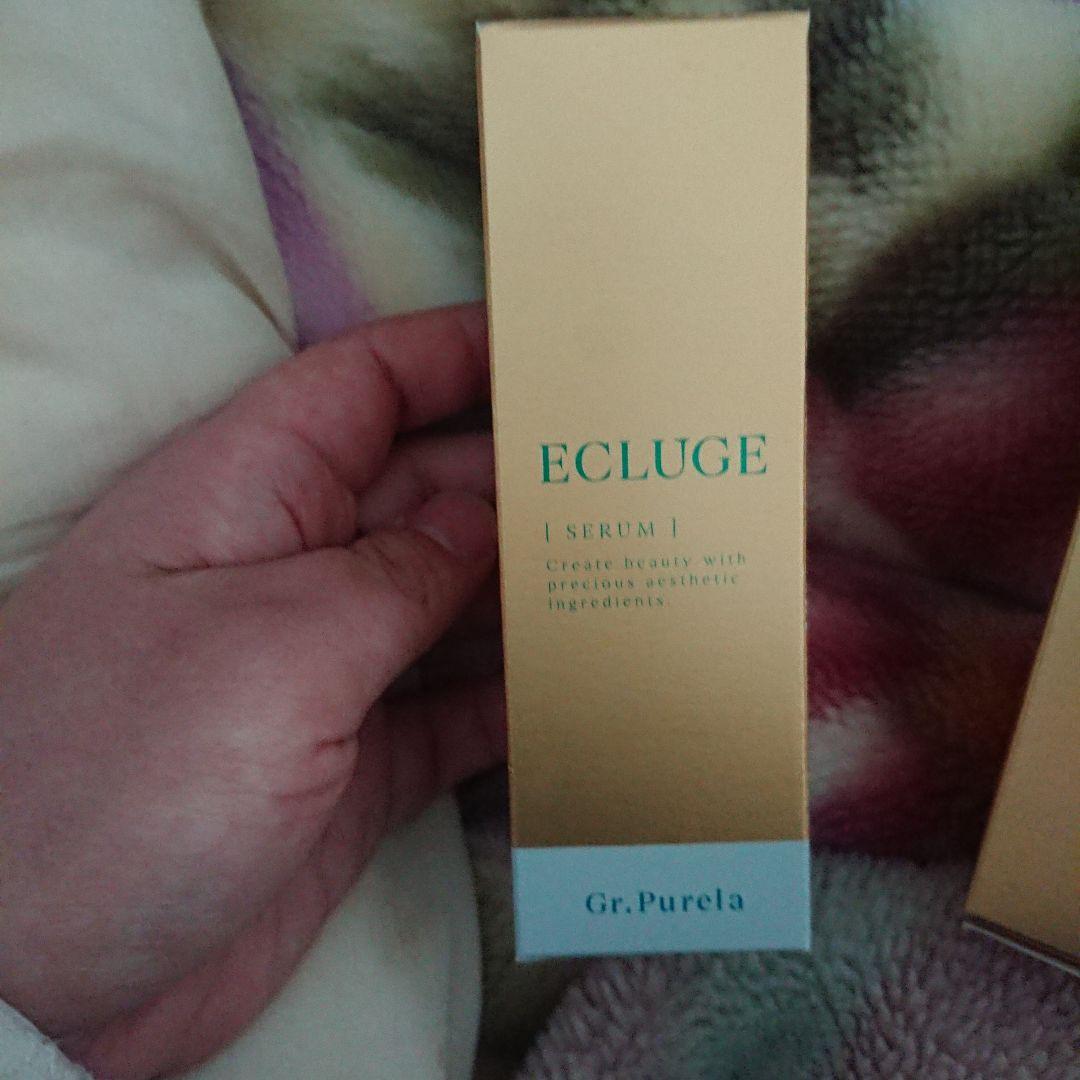 ECLUGE
[ SERUM ]
Create beauty with
precious aesthetic
ingredients.
Gr.Purela